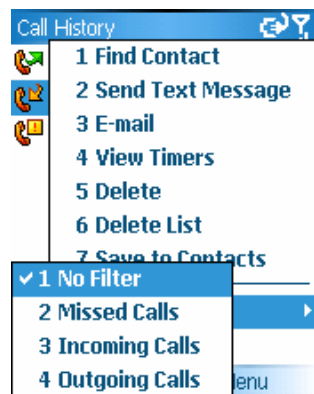 Call History
1 Find Contact
2 Send Text Message
3 E-mail
4 View Timers
5 Delete
6 Delete List
7 Save to Contacts
✓ 1 No Filter
2 Missed Calls
3 Incoming Calls
4 Outgoing Calls
enu